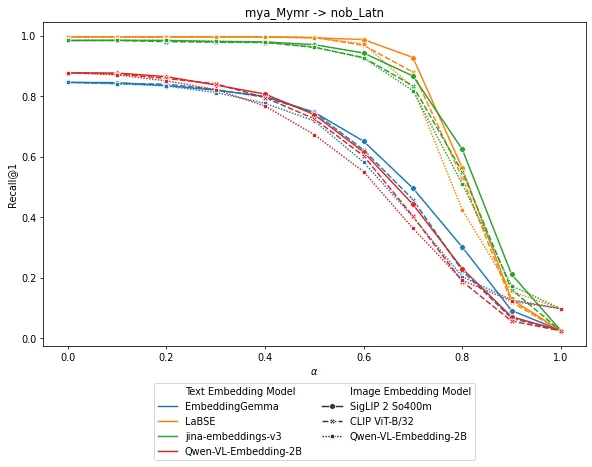 mya_Mymr -> nob_Latn
Recall@1
1.0
0.8
0.6
0.4
0.2
0.0
0.0 0.2 0.4 0.6 0.8 1.0
α
Text Embedding Model
EmbeddingGemma
LaBSE
jina-embeddings-v3
Qwen-VL-Embedding-2B
Image Embedding Model
SigLIP 2 So400m
CLIP ViT-B/32
Qwen-VL-Embedding-2B